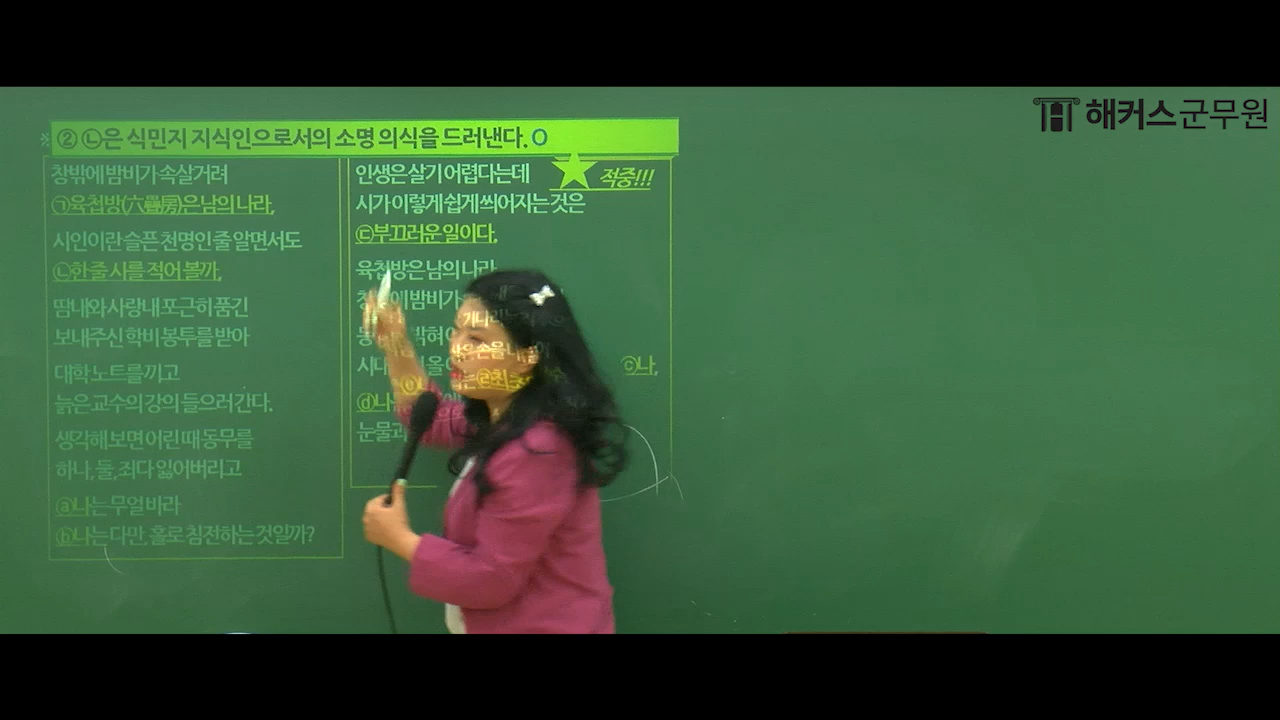 해커스군무원
※ ② ㉡은 식민지 지식인으로서의 소명 의식을 드러낸다. O
창밖에 밤비가 속살거려
㉠육첩방(六疊房)은 남의 나라,
시인이란 슬픈 천명인 줄 알면서도
㉡한 줄 시를 적어 볼까,
땀내와 사랑내 포근히 품긴
보내주신 학비 봉투를 받아
대학 노트를 끼고
늙은 교수의 강의 들으러 간다.
생각해 보면 어린 때 동무를
하나, 둘, 죄다 잃어버리고
ⓐ나는 무얼 바라
ⓑ나는 다만, 홀로 침전하는 것일까?
인생은 살기 어렵다는데
적중!!!
시가 이렇게 쉽게 씌어지는 것은
㉢부끄러운 일이다.
육첩방은 남의 나라
밤비가
시대
ⓒ나,
ⓓ나
눈물과